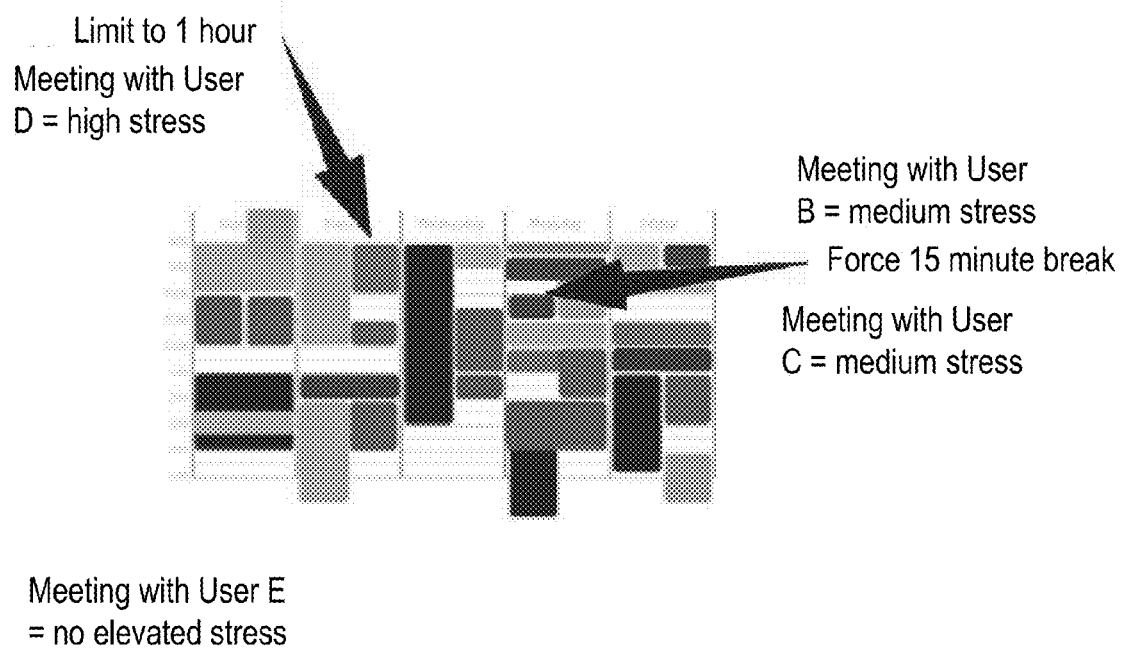 Limit to 1 hour
Meeting with User
D = high stress
Meeting with User
B = medium stress
Force 15 minute break
Meeting with User
C = medium stress
Meeting with User E
= no elevated stress